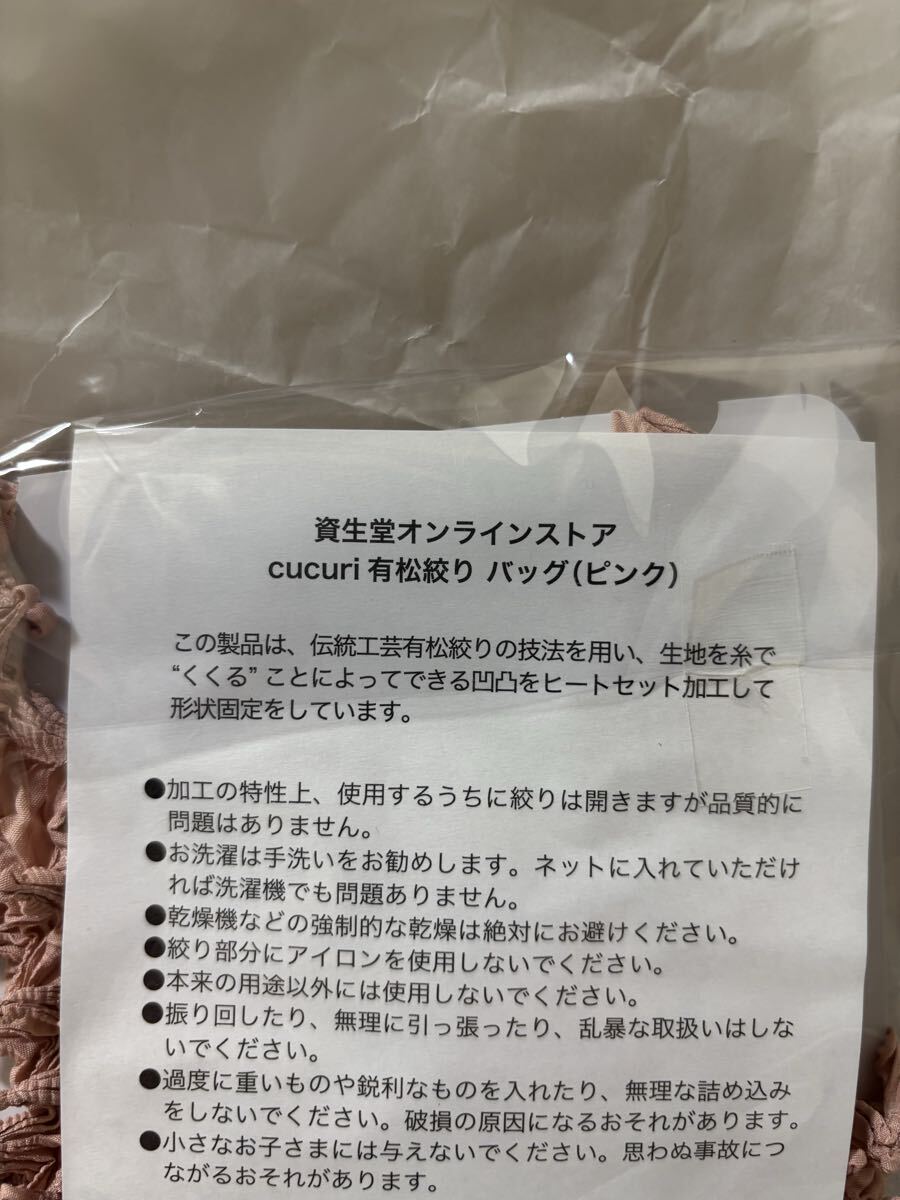 資生堂オンラインストア
cucuri 有松絞り バッグ(ピンク)
この製品は、伝統工芸有松絞りの技法を用い、生地を糸で
“くくる” ことによってできる凹凸をヒートセット加工して
形状固定をしています。
●加工の特性上、使用するうちに絞りは開きますが品質的に
問題はありません。
●お洗濯は手洗いをお勧めします。ネットに入れていただけ
れば洗濯機でも問題ありません。
●乾燥機などの強制的な乾燥は絶対にお避けください。
●絞り部分にアイロンを使用しないでください。
●本来の用途以外には使用しないでください。
●振り回したり、無理に引っ張ったり、乱暴な取扱いはしな
いでください。
●過度に重いものや鋭利なものを入れたり、無理な詰め込み
をしないでください。破損の原因になるおそれがあります。
●小さなお子さまには与えないでください。思わぬ事故につ
ながるおそれがあります。